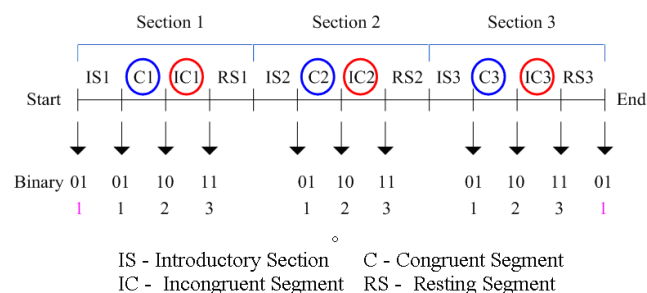 Section 1 Section 2 Section 3
IS1 C1 IC1 RS1 IS2 C2 IC2 RS2 IS3 C3 IC3 RS3
Start End
Binary 01 01 10 11 01 10 11 01 10 11 01
1 1 2 3 1 2 3 1 2 3 1
IS - Introductory Section C - Congruent Segment
IC - Incongruent Segment RS - Resting Segment